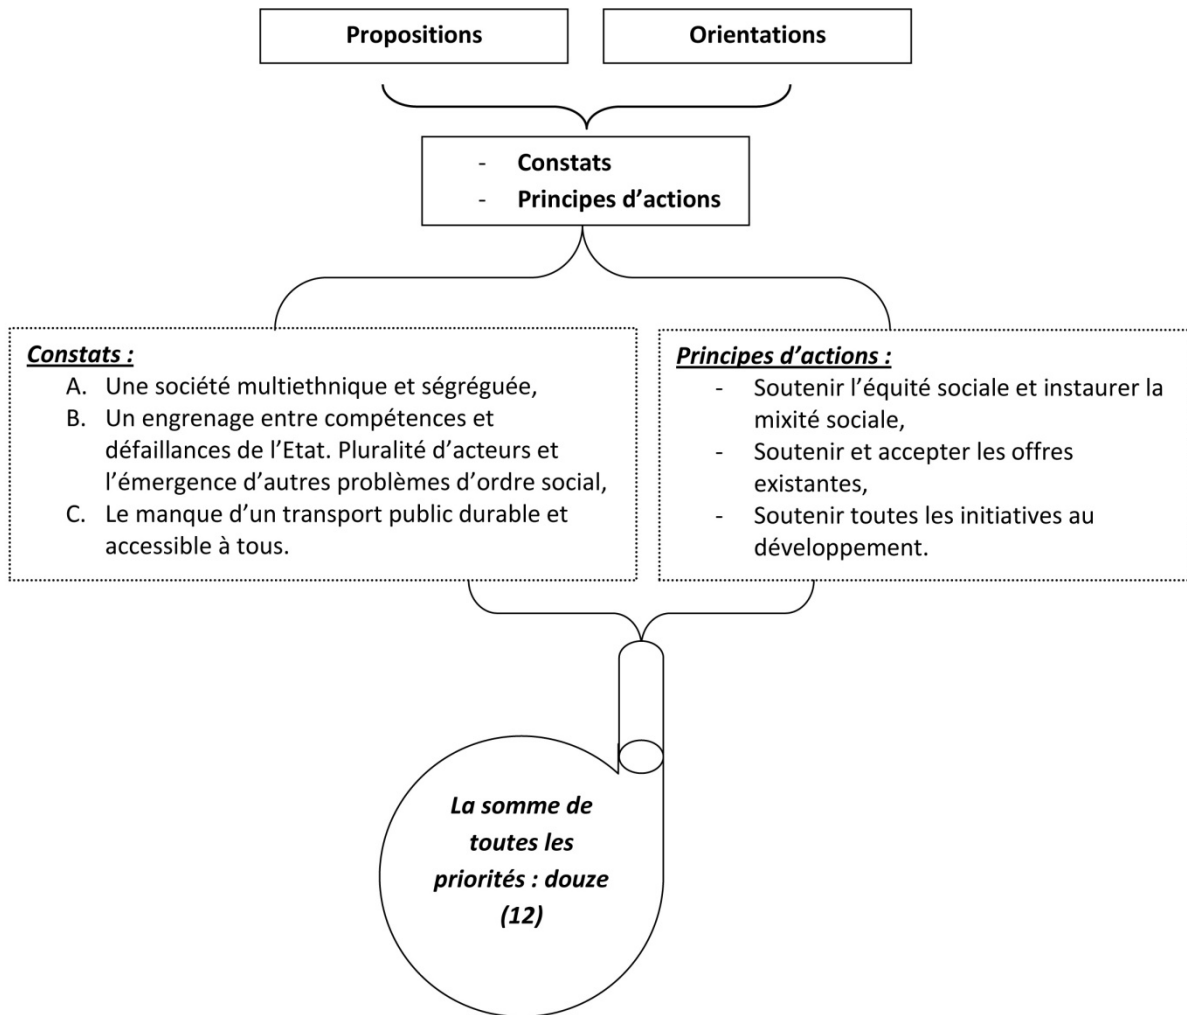 Propositions
Orientations
- Constats
- Principes d’actions
Constats :
A. Une société multiethnique et ségréguée,
B. Un engrenage entre compétences et
défaillances de l’Etat. Pluralité d’acteurs et
l’émergence d’autres problèmes d’ordre social,
C. Le manque d’un transport public durable et
accessible à tous.
Principes d’actions :
- Soutenir l’équité sociale et instaurer la
mixité sociale,
- Soutenir et accepter les offres
existantes,
- Soutenir toutes les initiatives au
développement.
La somme de
toutes les
priorités : douze
(12)